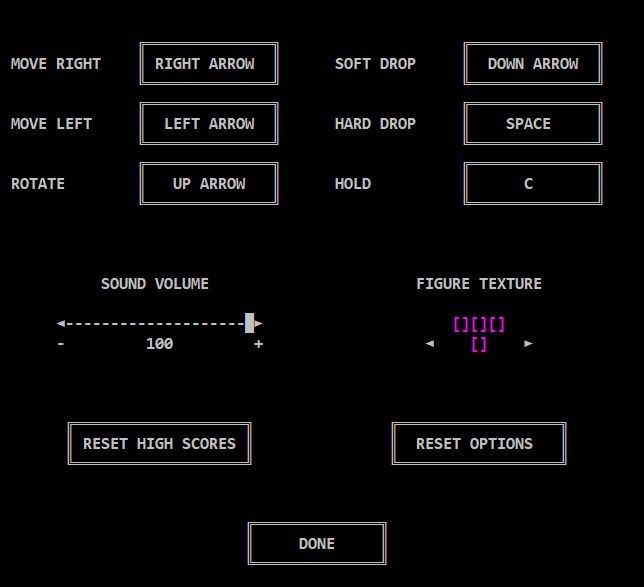 MOVE RIGHT RIGHT ARROW SOFT DROP DOWN ARROW
MOVE LEFT LEFT ARROW HARD DROP SPACE
ROTATE UP ARROW HOLD C
SOUND VOLUME FIGURE TEXTURE
◄--------------------█► [][][]
- 100 + ◄ [] ►
RESET HIGH SCORES RESET OPTIONS
DONE